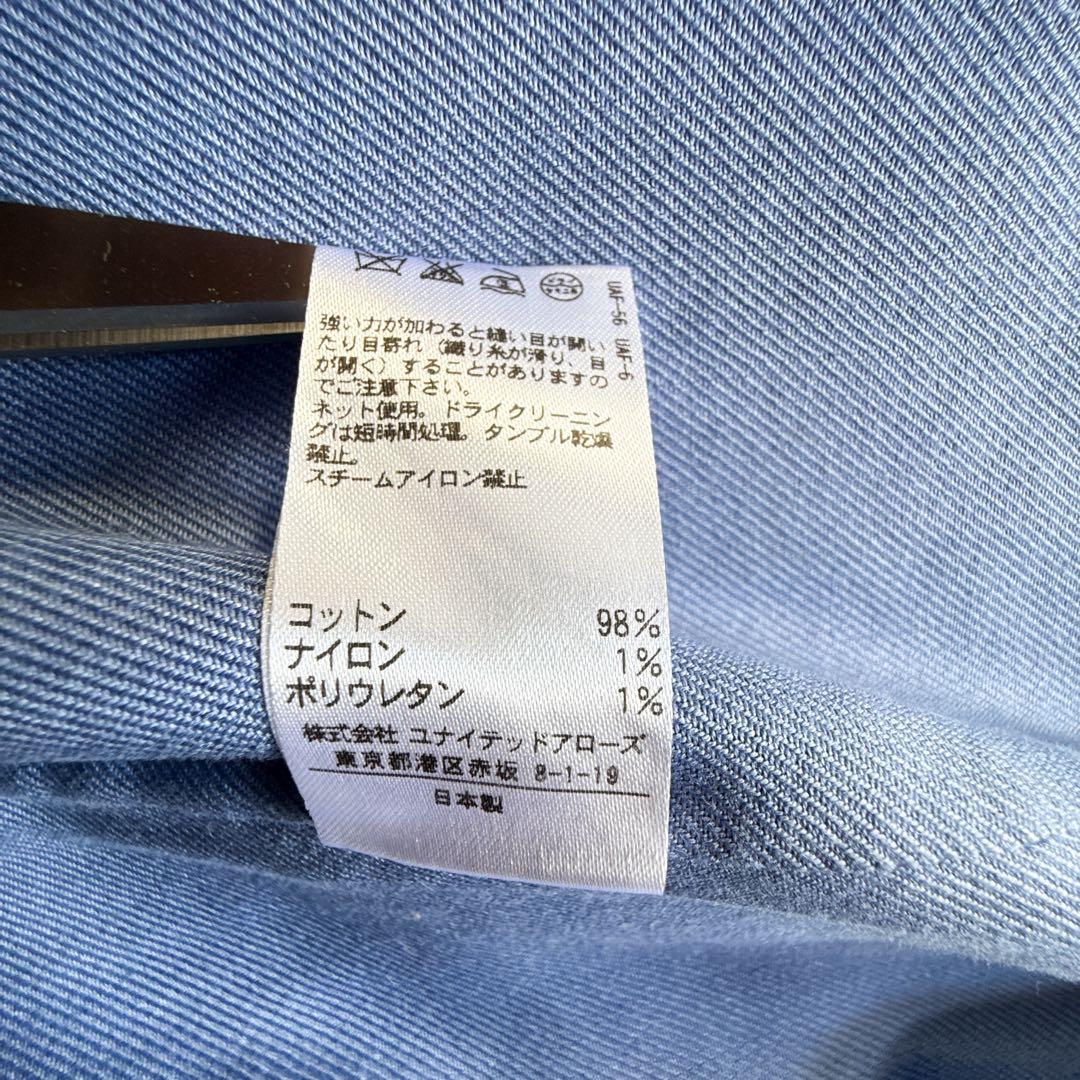 UAF-56 UAF-6
強い力が加わると縫い目が開い
たり目寄れ(織り糸が滑り、目
が開く)することがありますの
でご注意下さい。
ネット使用。ドライクリーニン
グは短時間処理。タンブル乾燥
禁止。
スチームアイロン禁止
コットン 98%
ナイロン 1%
ポリウレタン 1%
株式会社 ユナイテッドアローズ
東京都港区赤坂 8-1-19
日本製